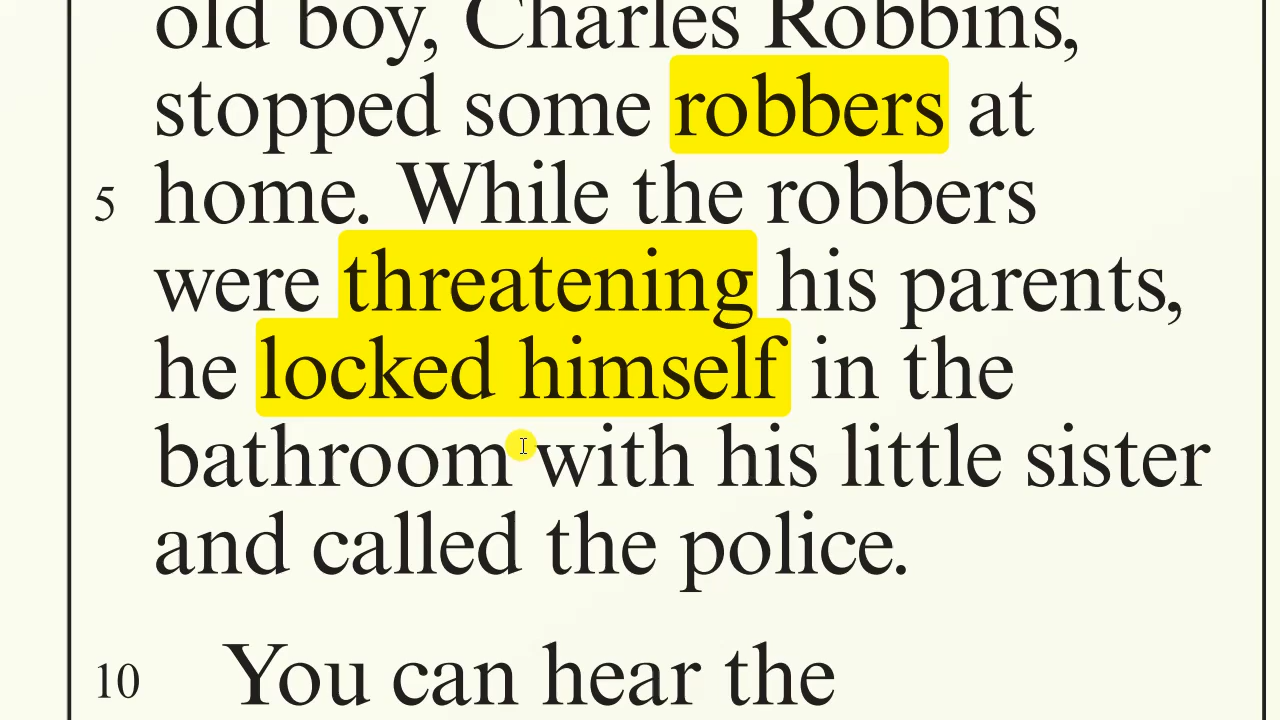 old boy, Charles Robbins,
stopped some robbers at
5 home. While the robbers
were threatening his parents,
he locked himself in the
bathroom with his little sister
and called the police.
10 You can hear the